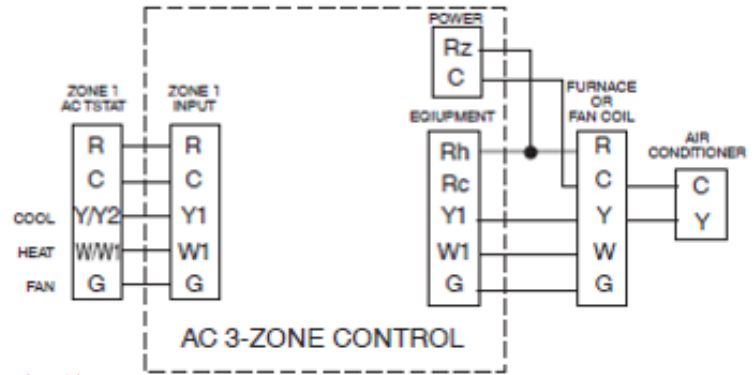 POWER
Rz
C
ZONE 1
AC TSTAT
R
C
Y/Y2
W/W1
G
COOL
HEAT
FAN
ZONE 1
INPUT
R
C
Y1
W1
G
EQIUPMENT
Rh
Rc
Y1
W1
G
FURNACE
OR
FAN COIL
R
C
Y
W
G
AIR
CONDITIONER
C
Y
AC 3-ZONE CONTROL